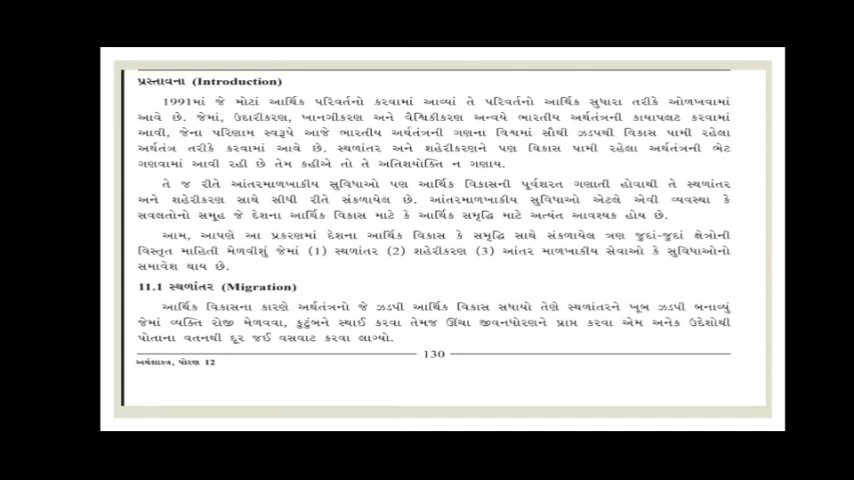 પ્રસ્તાવના (Introduction)
1991માં જે મોટાં આર્થિક પરિવર્તનો કરવામાં આવ્યાં તે પરિવર્તનો આર્થિક સુધારા તરીકે ઓળખવામાં
આવે છે. જેમાં, ઉદારીકરણ, ખાનગીકરણ અને વૈશ્વિકીકરણ અન્વયે ભારતીય અર્થતંત્રની કાયાપલટ કરવામાં
આવી, જેના પરિણામ સ્વરૂપે આજે ભારતીય અર્થતંત્રની ગણના વિશ્વમાં સૌથી ઝડપથી વિકાસ પામી રહેલા
અર્થતંત્ર તરીકે કરવામાં આવે છે. સ્થળાંતર અને શહેરીકરણને પણ વિકાસ પામી રહેલા અર્થતંત્રની ભેટ
ગણવામાં આવી રહી છે તેમ કહીએ તો તે અતિશયોક્તિ ન ગણાય.
તે જ રીતે આંતરમાળખાકીય સુવિધાઓ પણ આર્થિક વિકાસની પૂર્વશરત ગણાતી હોવાથી તે સ્થળાંતર
અને શહેરીકરણ સાથે સીધી રીતે સંકળાયેલ છે. આંતરમાળખાકીય સુવિધાઓ એટલે એવી વ્યવસ્થા કે
સવલતોનો સમૂહ જે દેશના આર્થિક વિકાસ માટે કે આર્થિક સમૃદ્ધિ માટે અત્યંત આવશ્યક હોય છે.
આમ, આપણે આ પ્રકરણમાં દેશના આર્થિક વિકાસ કે સમૃદ્ધિ સાથે સંકળાયેલ ત્રણ જુદાં-જુદાં ક્ષેત્રોની
વિસ્તૃત માહિતી મેળવીશું જેમાં (1) સ્થળાંતર (2) શહેરીકરણ (3) આંતર માળખાકીય સેવાઓ કે સુવિધાઓનો
સમાવેશ થાય છે.
11.1 સ્થળાંતર (Migration)
આર્થિક વિકાસના કારણે અર્થતંત્રનો જે ઝડપી આર્થિક વિકાસ સધાયો તેણે સ્થળાંતરને ખૂબ ઝડપી બનાવ્યું
જેમાં વ્યક્તિ રોજી મેળવવા, કુટુંબને સ્થાઈ કરવા તેમજ ઊંચા જીવનધોરણને પ્રાપ્ત કરવા એમ અનેક ઉદેશોથી
પોતાના વતનથી દૂર જઈ વસવાટ કરવા લાગ્યો.
130
અર્થશાસ્ત્ર, ધોરણ 12